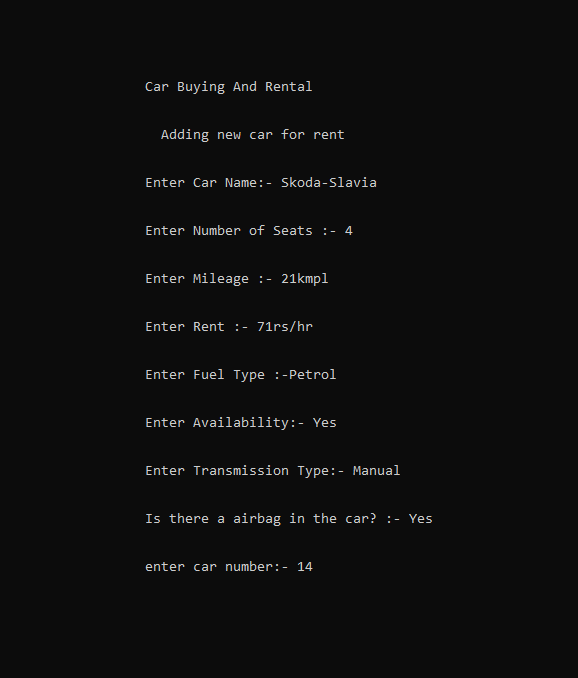 Car Buying And Rental
Adding new car for rent
Enter Car Name:- Skoda-Slavia
Enter Number of Seats :- 4
Enter Mileage :- 21kmpl
Enter Rent :- 71rs/hr
Enter Fuel Type :-Petrol
Enter Availability:- Yes
Enter Transmission Type:- Manual
Is there a airbag in the car? :- Yes
enter car number:- 14